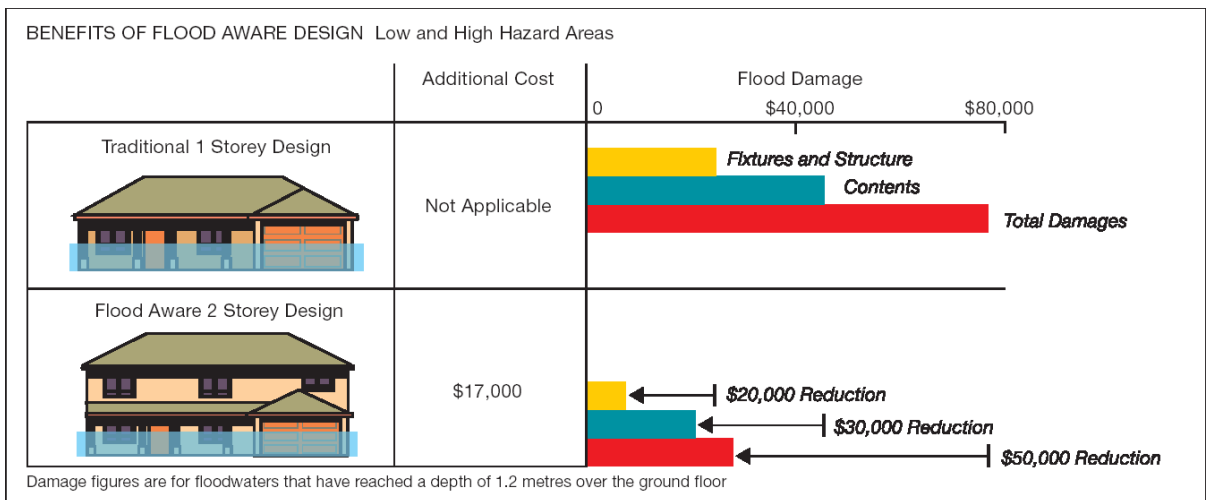 BENEFITS OF FLOOD AWARE DESIGN Low and High Hazard Areas
Additional Cost
Flood Damage
0 $40,000 $80,000
Traditional 1 Storey Design
Not Applicable
Fixtures and Structure
Contents
Total Damages
Flood Aware 2 Storey Design
$17,000
$20,000 Reduction
$30,000 Reduction
$50,000 Reduction
Damage figures are for floodwaters that have reached a depth of 1.2 metres over the ground floor